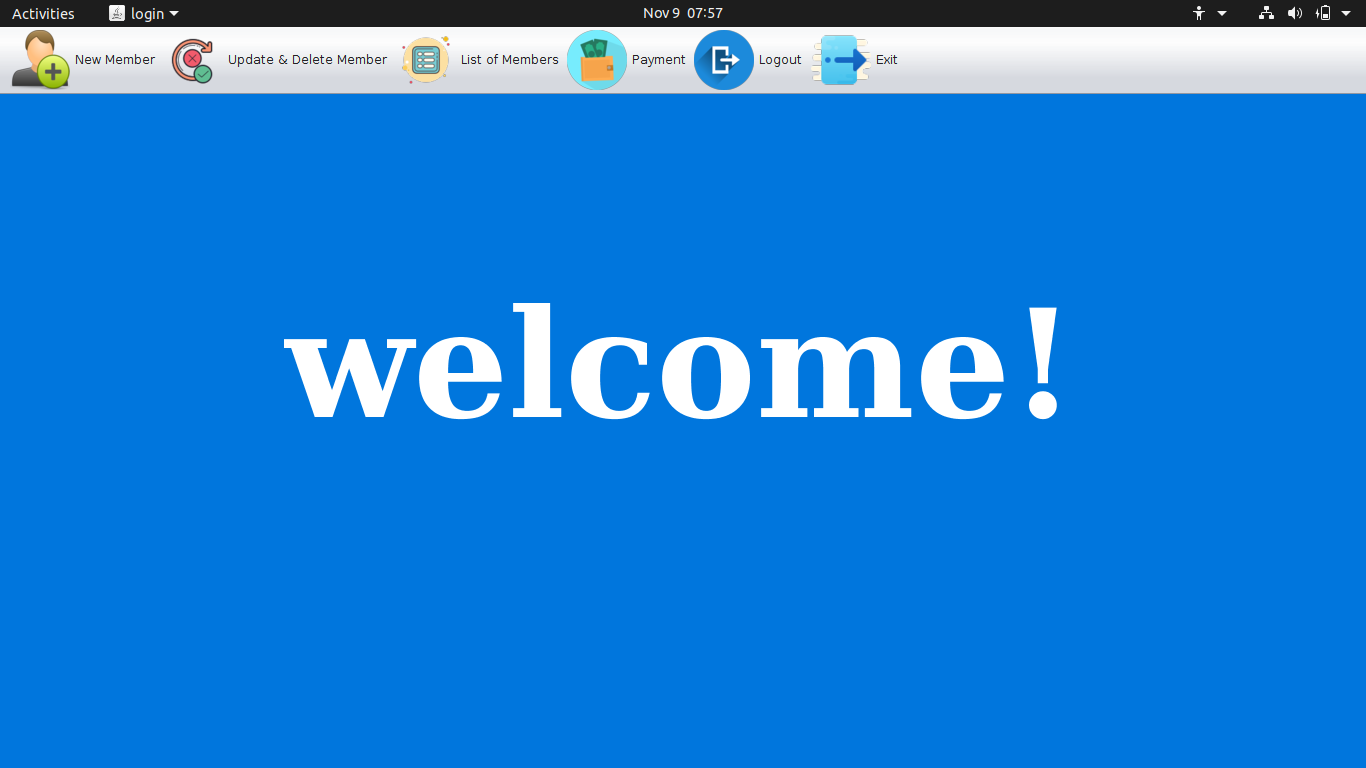 Activities login Nov 9 07:57
New Member Update & Delete Member List of Members Payment Logout Exit
welcome!